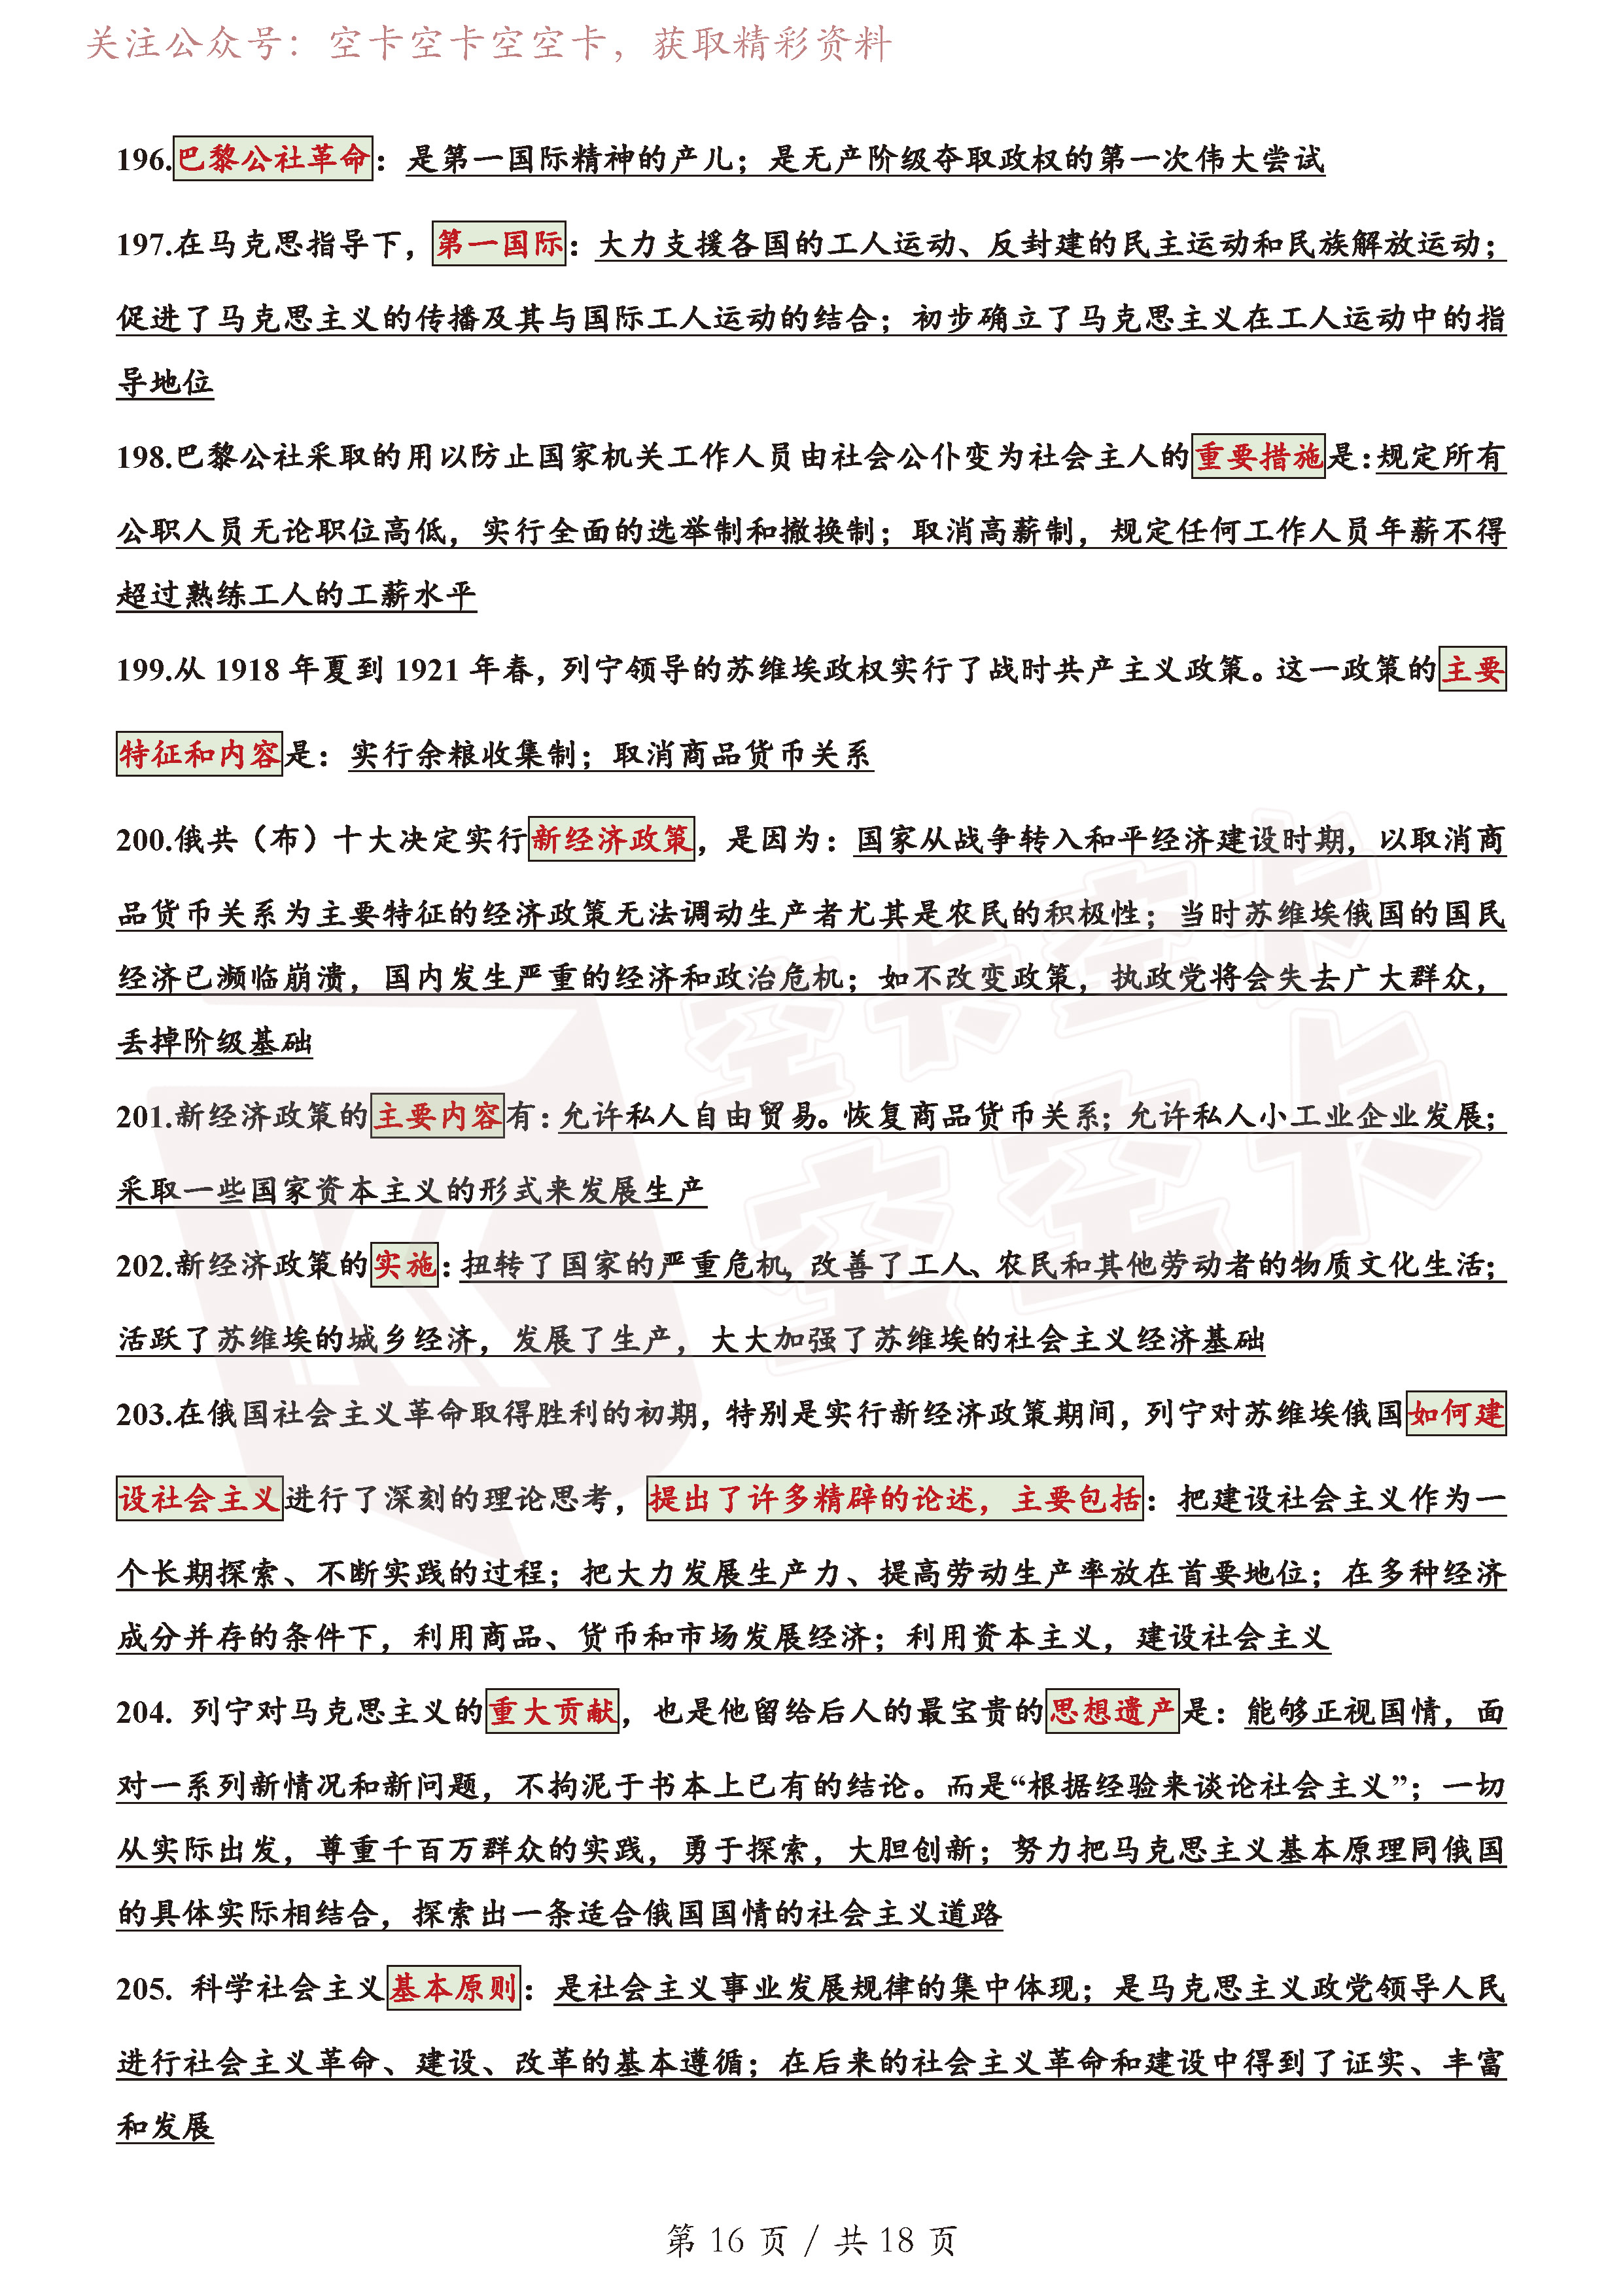 关注公众号：空卡空卡空空卡，获取精彩资料
196.巴黎公社革命：是第一国际精神的产儿；是无产阶级夺取政权的第一次伟大尝试
197.在马克思指导下，第一国际：大力支援各国的工人运动、反封建的民主运动和民族解放运动；
促进了马克思主义的传播及其与国际工人运动的结合；初步确立了马克思主义在工人运动中的指
导地位
198.巴黎公社采取的用以防止国家机关工作人员由社会公仆变为社会主人的重要措施是：规定所有
公职人员无论职位高低，实行全面的选举制和撤换制；取消高薪制，规定任何工作人员年薪不得
超过熟练工人的工薪水平
199.从 1918 年夏到 1921 年春，列宁领导的苏维埃政权实行了战时共产主义政策。这一政策的主要
特征和内容是：实行余粮收集制；取消商品货币关系
200.俄共（布）十大决定实行新经济政策，是因为：国家从战争转入和平经济建设时期，以取消商
品货币关系为主要特征的经济政策无法调动生产者尤其是农民的积极性；当时苏维埃俄国的国民
经济已濒临崩溃，国内发生严重的经济和政治危机；如不改变政策，执政党将会失去广大群众，
丢掉阶级基础
201.新经济政策的主要内容有：允许私人自由贸易。恢复商品货币关系；允许私人小工业企业发展；
采取一些国家资本主义的形式来发展生产
202.新经济政策的实施：扭转了国家的严重危机，改善了工人、农民和其他劳动者的物质文化生活；
活跃了苏维埃的城乡经济，发展了生产，大大加强了苏维埃的社会主义经济基础
203.在俄国社会主义革命取得胜利的初期，特别是实行新经济政策期间，列宁对苏维埃俄国如何建
设社会主义进行了深刻的理论思考，提出了许多精辟的论述，主要包括：把建设社会主义作为一
个长期探索、不断实践的过程；把大力发展生产力、提高劳动生产率放在首要地位；在多种经济
成分并存的条件下，利用商品、货币和市场发展经济；利用资本主义，建设社会主义
204. 列宁对马克思主义的重大贡献，也是他留给后人的最宝贵的思想遗产是：能够正视国情，面
对一系列新情况和新问题，不拘泥于书本上已有的结论。而是“根据经验来谈论社会主义”；一切
从实际出发，尊重千百万群众的实践，勇于探索，大胆创新；努力把马克思主义基本原理同俄国
的具体实际相结合，探索出一条适合俄国国情的社会主义道路
205. 科学社会主义基本原则：是社会主义事业发展规律的集中体现；是马克思主义政党领导人民
进行社会主义革命、建设、改革的基本遵循；在后来的社会主义革命和建设中得到了证实、丰富
和发展
空卡空卡
空空卡
第 16 页 / 共 18 页